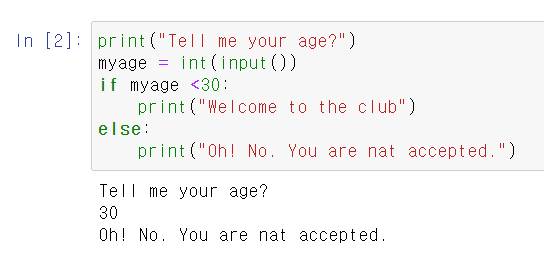 In [2]: print("Tell me your age?")
myage = int(input())
if myage <30:
    print("Welcome to the club")
else:
    print("Oh! No. You are nat accepted.")
Tell me your age?
30
Oh! No. You are nat accepted.